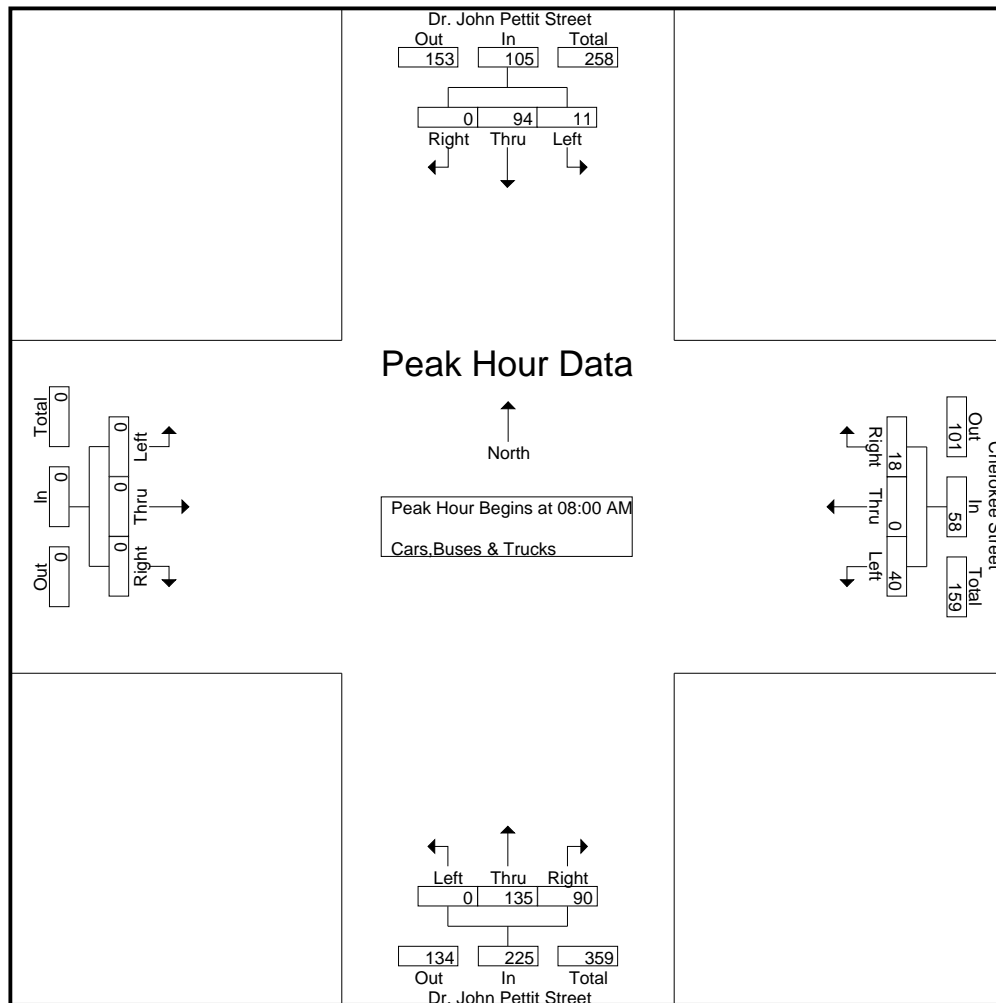 Dr. John Pettit Street
Out In Total
153 105 258
0 94 11
Right Thru Left
Peak Hour Data
North
Peak Hour Begins at 08:00 AM
Cars,Buses & Trucks
Total In Out
0 0 0
0 0 0
Left Thru Right
Right Thru Left
18 0 40
101 58 159
Out In Total
Cherokee Street
Left Thru Right
0 135 90
134 225 359
Out In Total
Dr. John Pettit Street